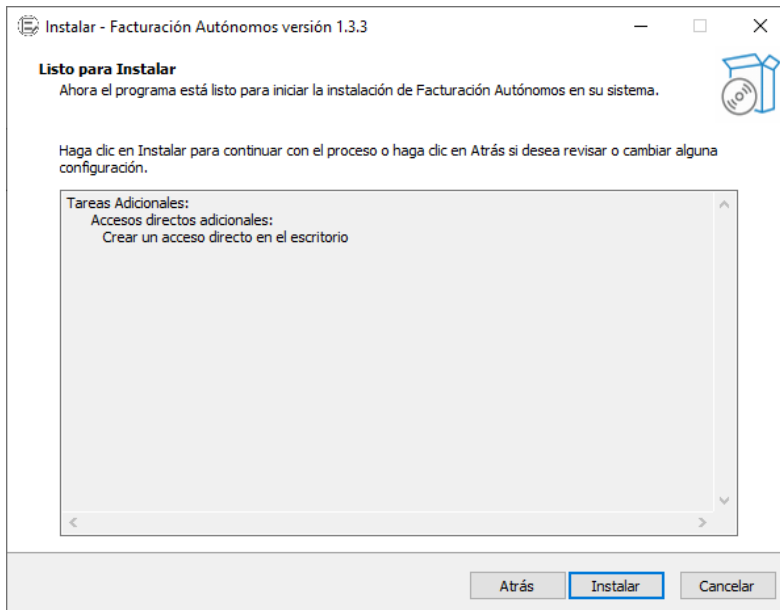 Instalar - Facturación Autónomos versión 1.3.3
Listo para Instalar
Ahora el programa está listo para iniciar la instalación de Facturación Autónomos en su sistema.
Haga clic en Instalar para continuar con el proceso o haga clic en Atrás si desea revisar o cambiar alguna
configuración.
Tareas Adicionales:
Accesos directos adicionales:
Crear un acceso directo en el escritorio
Atrás
Instalar
Cancelar